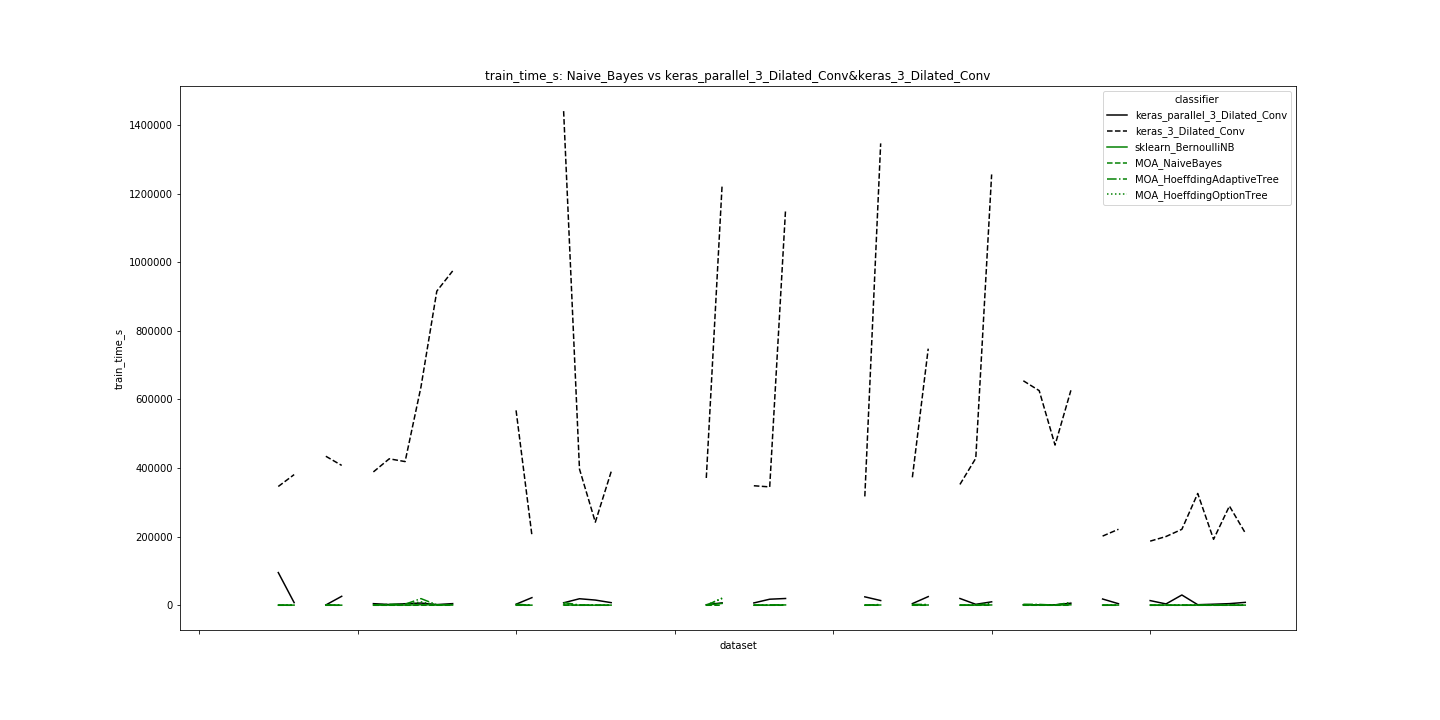 train_time_s: Naive_Bayes vs keras_parallel_3_Dilated_Conv&keras_3_Dilated_Conv
classifier
keras_parallel_3_Dilated_Conv
keras_3_Dilated_Conv
sklearn_BernoulliNB
MOA_NaiveBayes
MOA_HoeffdingAdaptiveTree
MOA_HoeffdingOptionTree
1400000
1200000
1000000
800000
600000
400000
200000
0
train_time_s
dataset